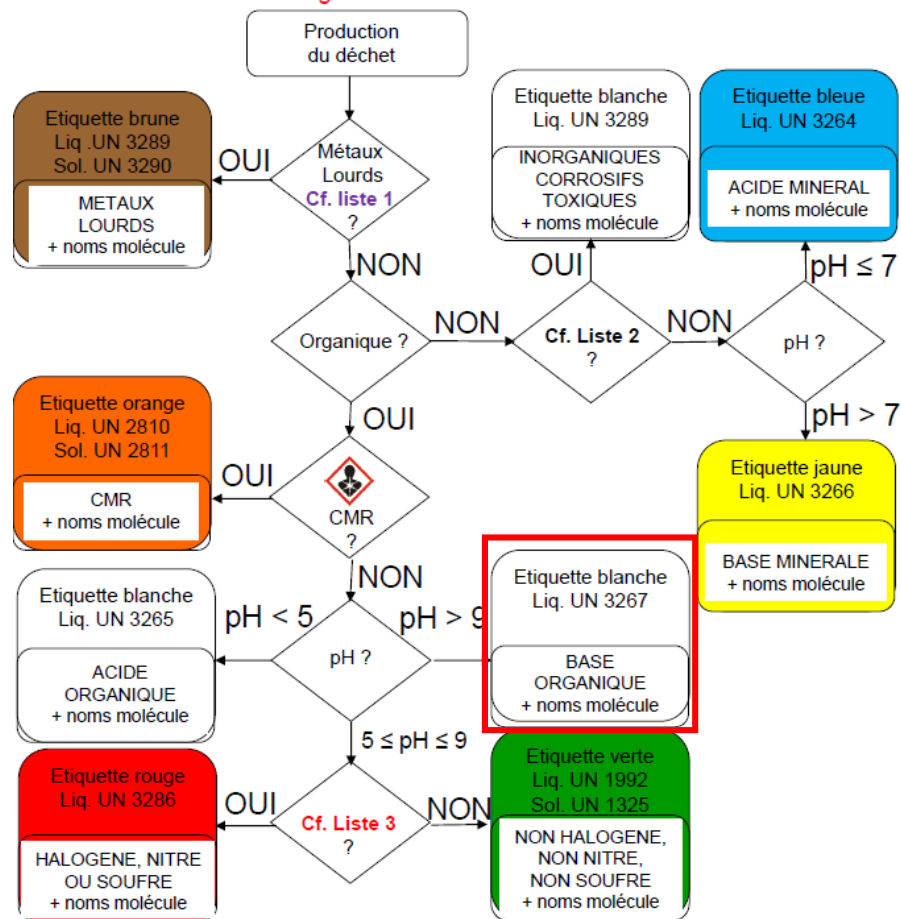 Production
du déchet
Etiquette brune
Liq .UN 3289
Sol. UN 3290
METAUX
LOURDS
+ noms molécule
OUI
Métaux
Lourds
Cf. liste 1
?
NON
Etiquette blanche
Liq. UN 3289
INORGANIQUES
CORROSIFS
TOXIQUES
+ noms molécule
Etiquette bleue
Liq. UN 3264
ACIDE MINERAL
+ noms molécule
OUI
pH ≤ 7
Organique ?
NON
Cf. Liste 2
?
NON
pH ?
OUI
pH > 7
Etiquette orange
Liq. UN 2810
Sol. UN 2811
CMR
+ noms molécule
OUI
CMR
?
NON
Etiquette jaune
Liq. UN 3266
BASE MINERALE
+ noms molécule
Etiquette blanche
Liq. UN 3265
ACIDE
ORGANIQUE
+ noms molécule
pH < 5
pH ?
pH > 9
Etiquette blanche
Liq. UN 3267
BASE
ORGANIQUE
+ noms molécule
5 ≤ pH ≤ 9
Etiquette rouge
Liq. UN 3286
HALOGENE, NITRE
OU SOUFRE
+ noms molécule
OUI
Cf. Liste 3
?
NON
Etiquette verte
Liq. UN 1992
Sol. UN 1325
NON HALOGENE,
NON NITRE,
NON SOUFRE
+ noms molécule